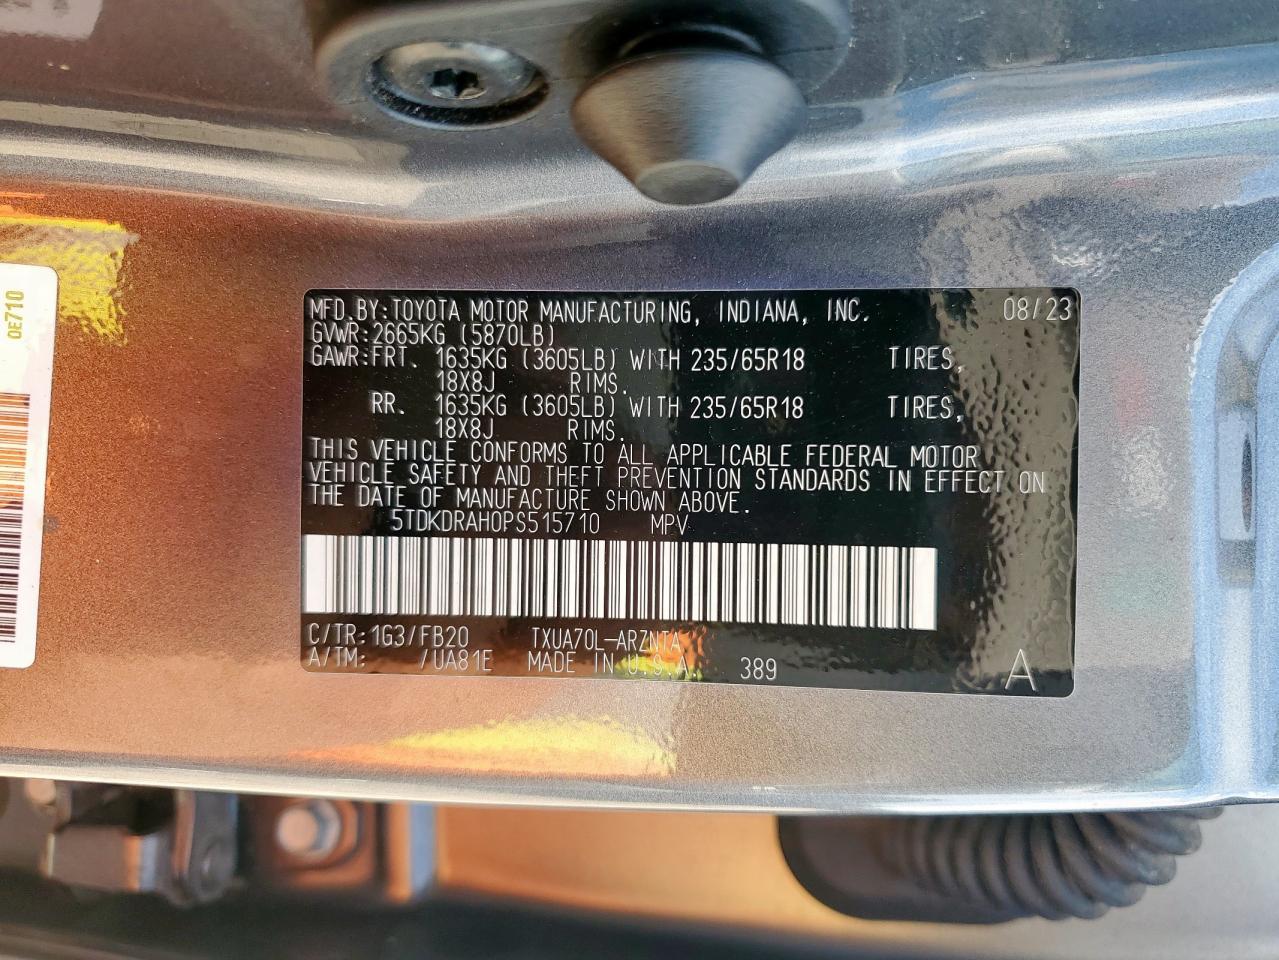 MFD.BY:TOYOTA MOTOR MANUFACTURING, INDIANA, INC. 08/23
GVWR:2665KG (5870LB)
GAWR:FRT. 1635KG (3605LB) WITH 235/65R18 TIRES,
18X8J RIMS.
RR. 1635KG (3605LB) WITH 235/65R18 TIRES,
18X8J RIMS.
THIS VEHICLE CONFORMS TO ALL APPLICABLE FEDERAL MOTOR
VEHICLE SAFETY AND THEFT PREVENTION STANDARDS IN EFFECT ON
THE DATE OF MANUFACTURE SHOWN ABOVE.
5TDKDRAH0PS515710 MPV
C/TR:1G3/FB20 TXUA70L-ARZNTA
A/TM: /UA81E MADE IN U.S.A. 389 A
0E710